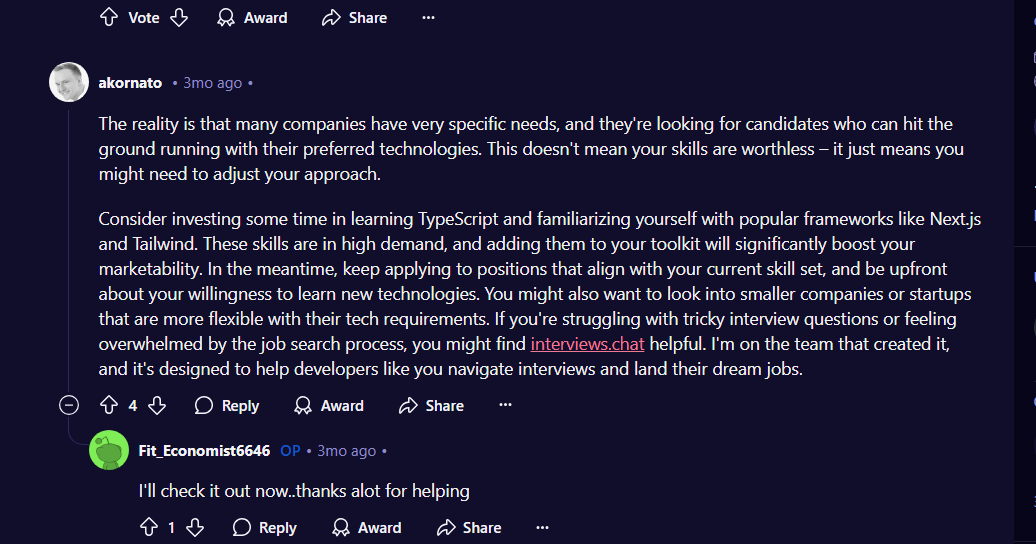 Vote Award Share ...
akornato • 3mo ago •
The reality is that many companies have very specific needs, and they're looking for candidates who can hit the
ground running with their preferred technologies. This doesn't mean your skills are worthless – it just means you
might need to adjust your approach.
Consider investing some time in learning TypeScript and familiarizing yourself with popular frameworks like Next.js
and Tailwind. These skills are in high demand, and adding them to your toolkit will significantly boost your
marketability. In the meantime, keep applying to positions that align with your current skill set, and be upfront
about your willingness to learn new technologies. You might also want to look into smaller companies or startups
that are more flexible with their tech requirements. If you're struggling with tricky interview questions or feeling
overwhelmed by the job search process, you might find interviews.chat helpful. I'm on the team that created it,
and it's designed to help developers like you navigate interviews and land their dream jobs.
4 Reply Award Share ...
Fit_Economist6646 OP • 3mo ago •
I'll check it out now..thanks alot for helping
1 Reply Award Share ...